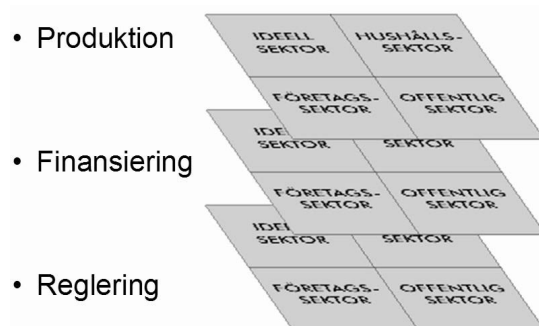 • Produktion
IDEELL SEKTOR
HUSHÅLLS-
SEKTOR
FÖRETAGS-
SEKTOR
OFFENTLIG
SEKTOR
• Finansiering
SEKTOR
SEKTOR
FÖRETAGS-
SEKTOR
OFFENTLIG
SEKTOR
• Reglering
SEKTOR
SEKTOR
FÖRETAGS-
SEKTOR
OFFENTLIG
SEKTOR